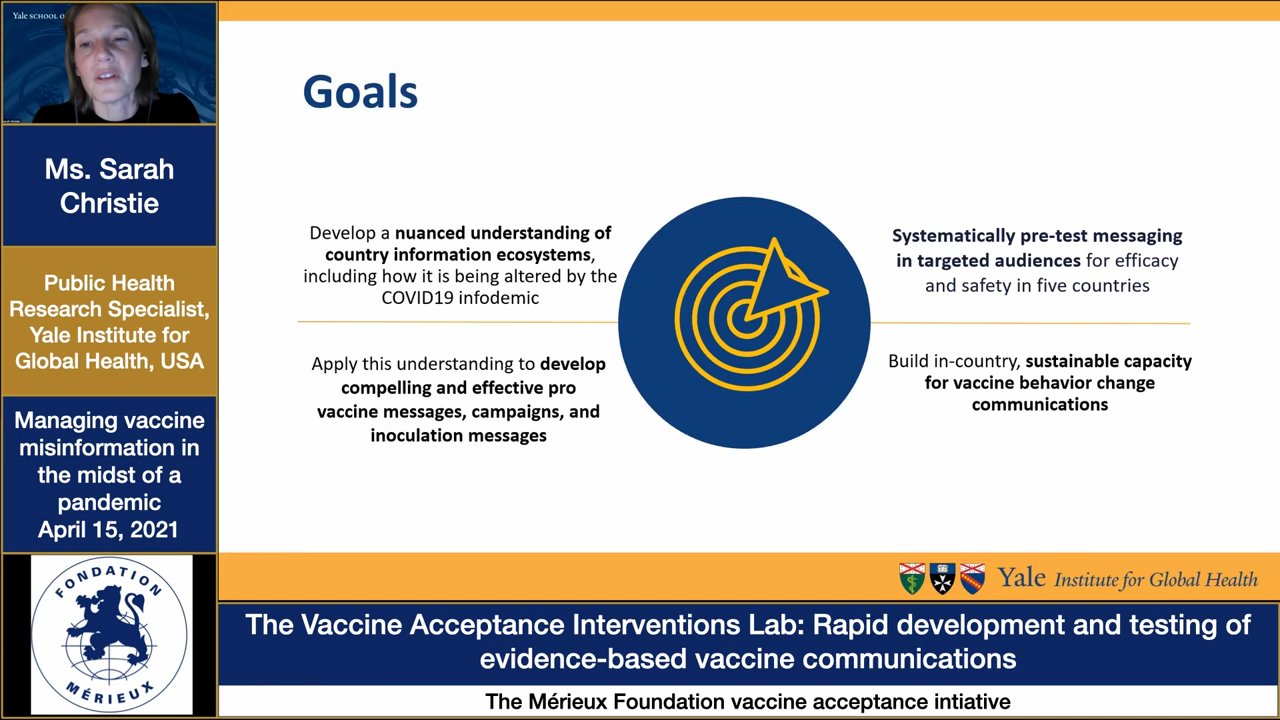 Yale SCHOOL O
Ms. Sarah
Christie
Public Health
Research Specialist,
Yale Institute for
Global Health, USA
Managing vaccine
misinformation in
the midst of a
pandemic
April 15, 2021
FONDATION
MÉRIEUX
Goals
Develop a nuanced understanding of
country information ecosystems,
including how it is being altered by the
COVID19 infodemic
Apply this understanding to develop
compelling and effective pro
vaccine messages, campaigns, and
inoculation messages
Systematically pre-test messaging
in targeted audiences for efficacy
and safety in five countries
Build in-country, sustainable capacity
for vaccine behavior change
communications
Yale Institute for Global Health
The Vaccine Acceptance Interventions Lab: Rapid development and testing of
evidence-based vaccine communications
The Mérieux Foundation vaccine acceptance intiative